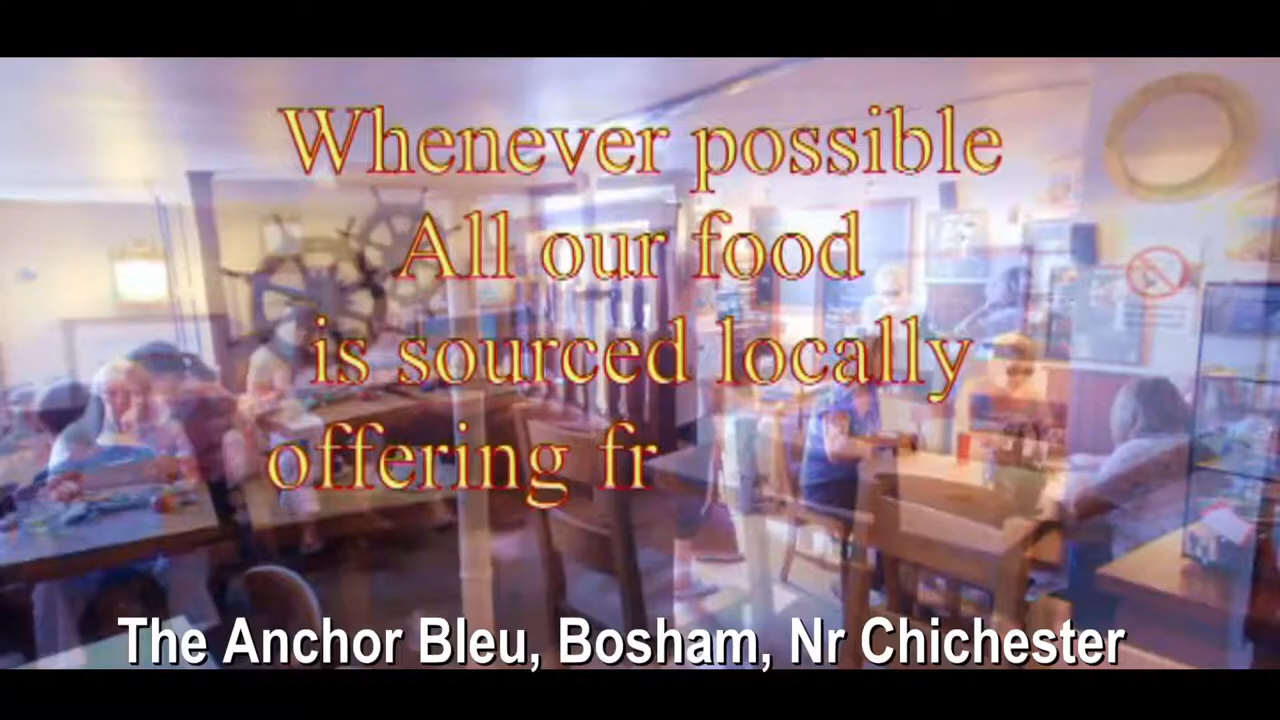 Whenever possible
All our food
is sourced locally
offering fr
The Anchor Bleu, Bosham, Nr Chichester